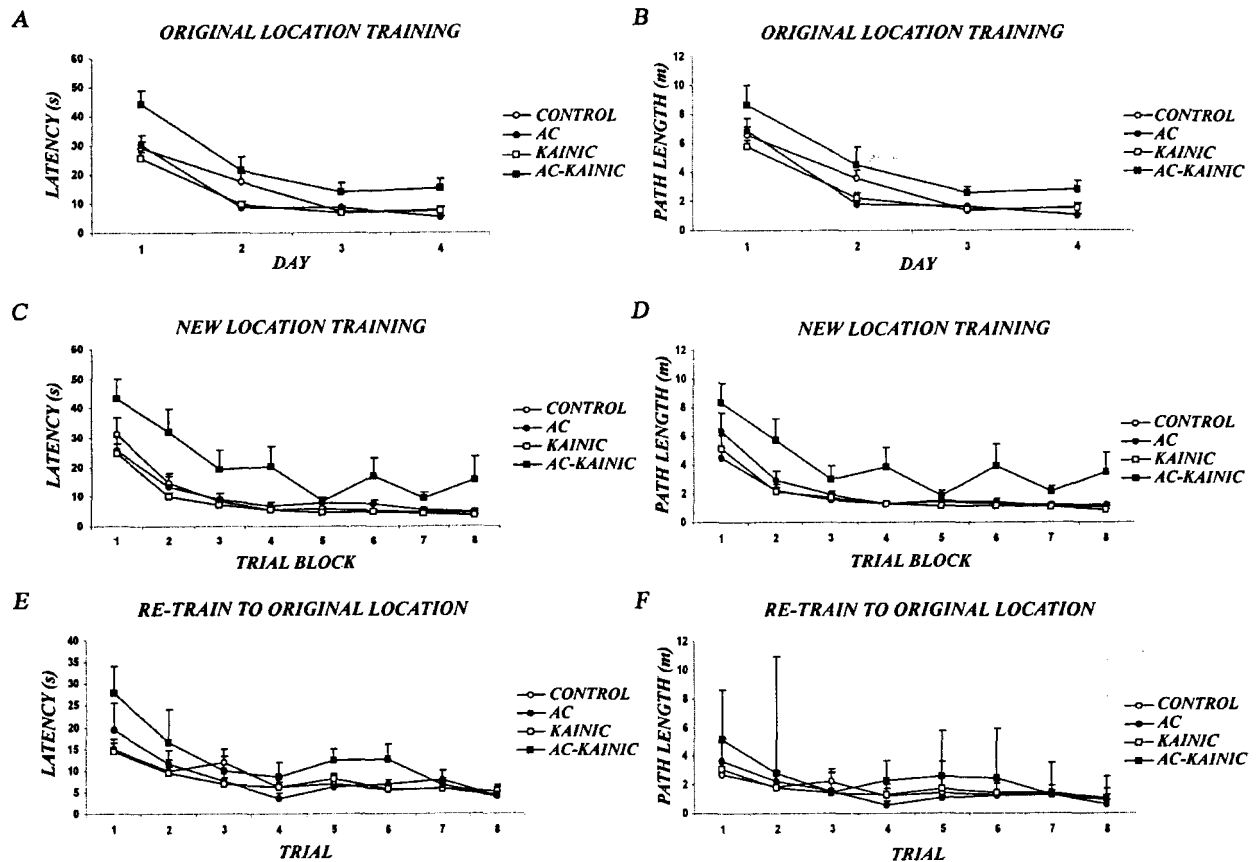 A
ORIGINAL LOCATION TRAINING
LATENCY (s)
60
50
40
30
20
10
0
1 2 3 4
DAY
CONTROL
AC
KAINIC
AC-KAINIC
B
ORIGINAL LOCATION TRAINING
PATH LENGTH (m)
12
10
8
6
4
2
0
1 2 3 4
DAY
CONTROL
AC
KAINIC
AC-KAINIC
C
NEW LOCATION TRAINING
LATENCY (s)
60
50
40
30
20
10
0
1 2 3 4 5 6 7 8
TRIAL BLOCK
CONTROL
AC
KAINIC
AC-KAINIC
D
NEW LOCATION TRAINING
PATH LENGTH (m)
12
10
8
6
4
2
0
1 2 3 4 5 6 7 8
TRIAL BLOCK
CONTROL
AC
KAINIC
AC-KAINIC
E
RE-TRAIN TO ORIGINAL LOCATION
LATENCY (s)
40
35
30
25
20
15
10
5
0
1 2 3 4 5 6 7 8
TRIAL
CONTROL
AC
KAINIC
AC-KAINIC
F
RE-TRAIN TO ORIGINAL LOCATION
PATH LENGTH (m)
12
10
8
6
4
2
0
1 2 3 4 5 6 7 8
TRIAL
CONTROL
AC
KAINIC
AC-KAINIC